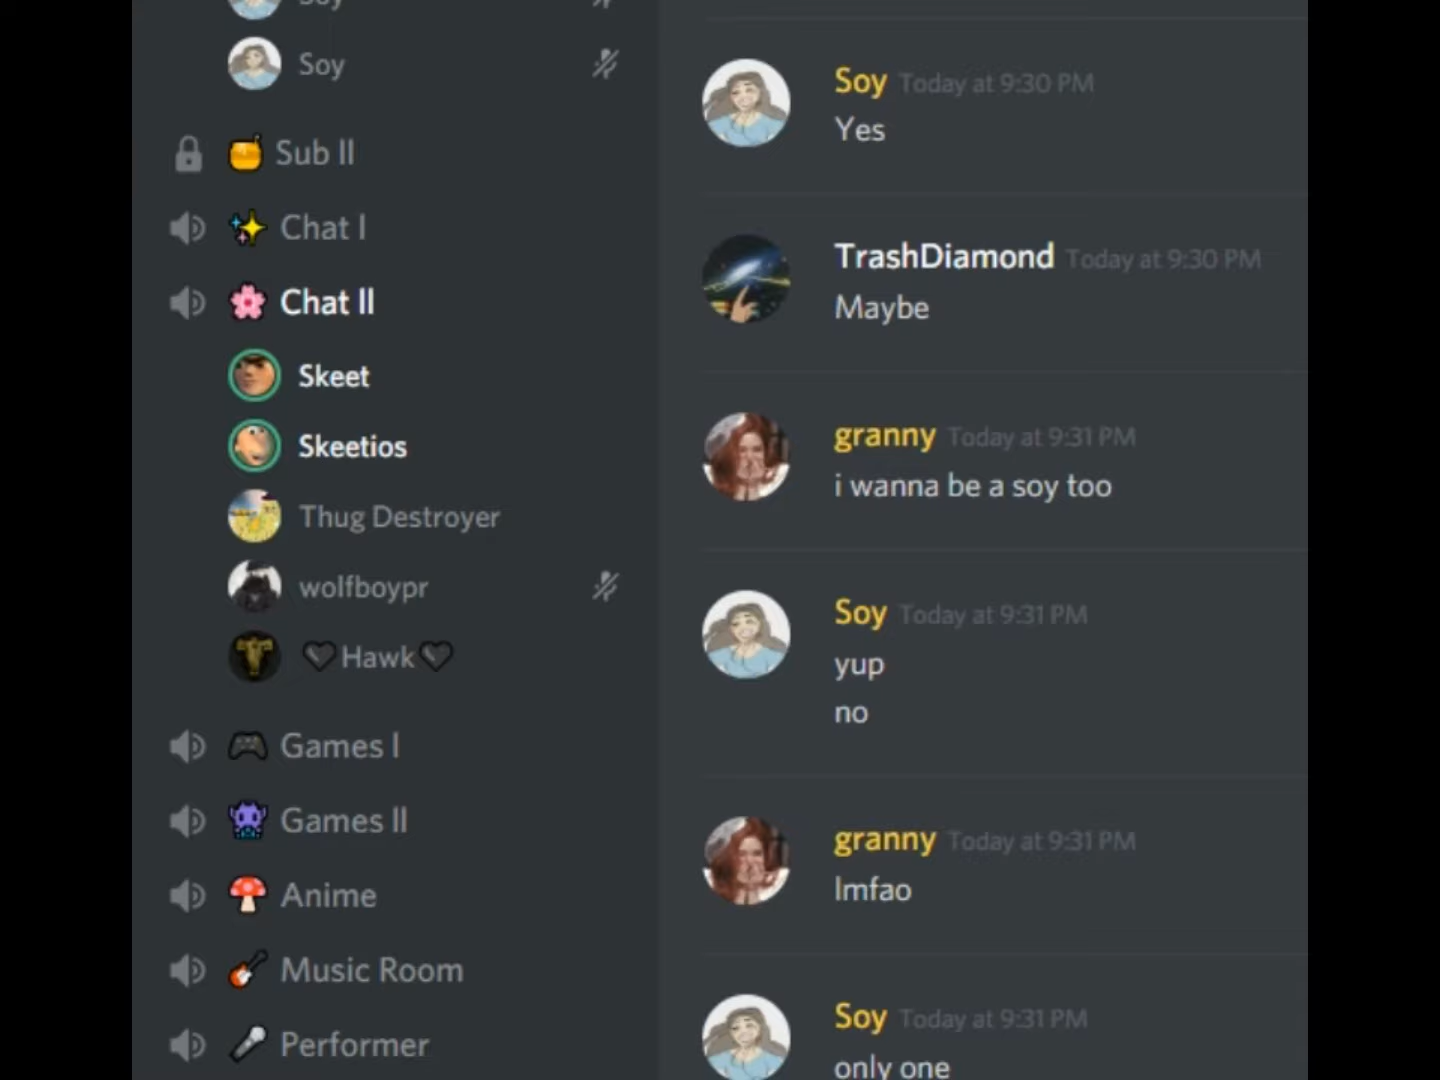 Soy
Soy
Sub II
Chat I
Chat II
Skeet
Skeetios
Thug Destroyer
wolfboypr
🖤Hawk🖤
Games I
Games II
Anime
Music Room
Performer
Soy Today at 9:30 PM
Yes
TrashDiamond Today at 9:30 PM
Maybe
granny Today at 9:31 PM
i wanna be a soy too
Soy Today at 9:31 PM
yup
no
granny Today at 9:31 PM
lmfao
Soy Today at 9:31 PM
only one